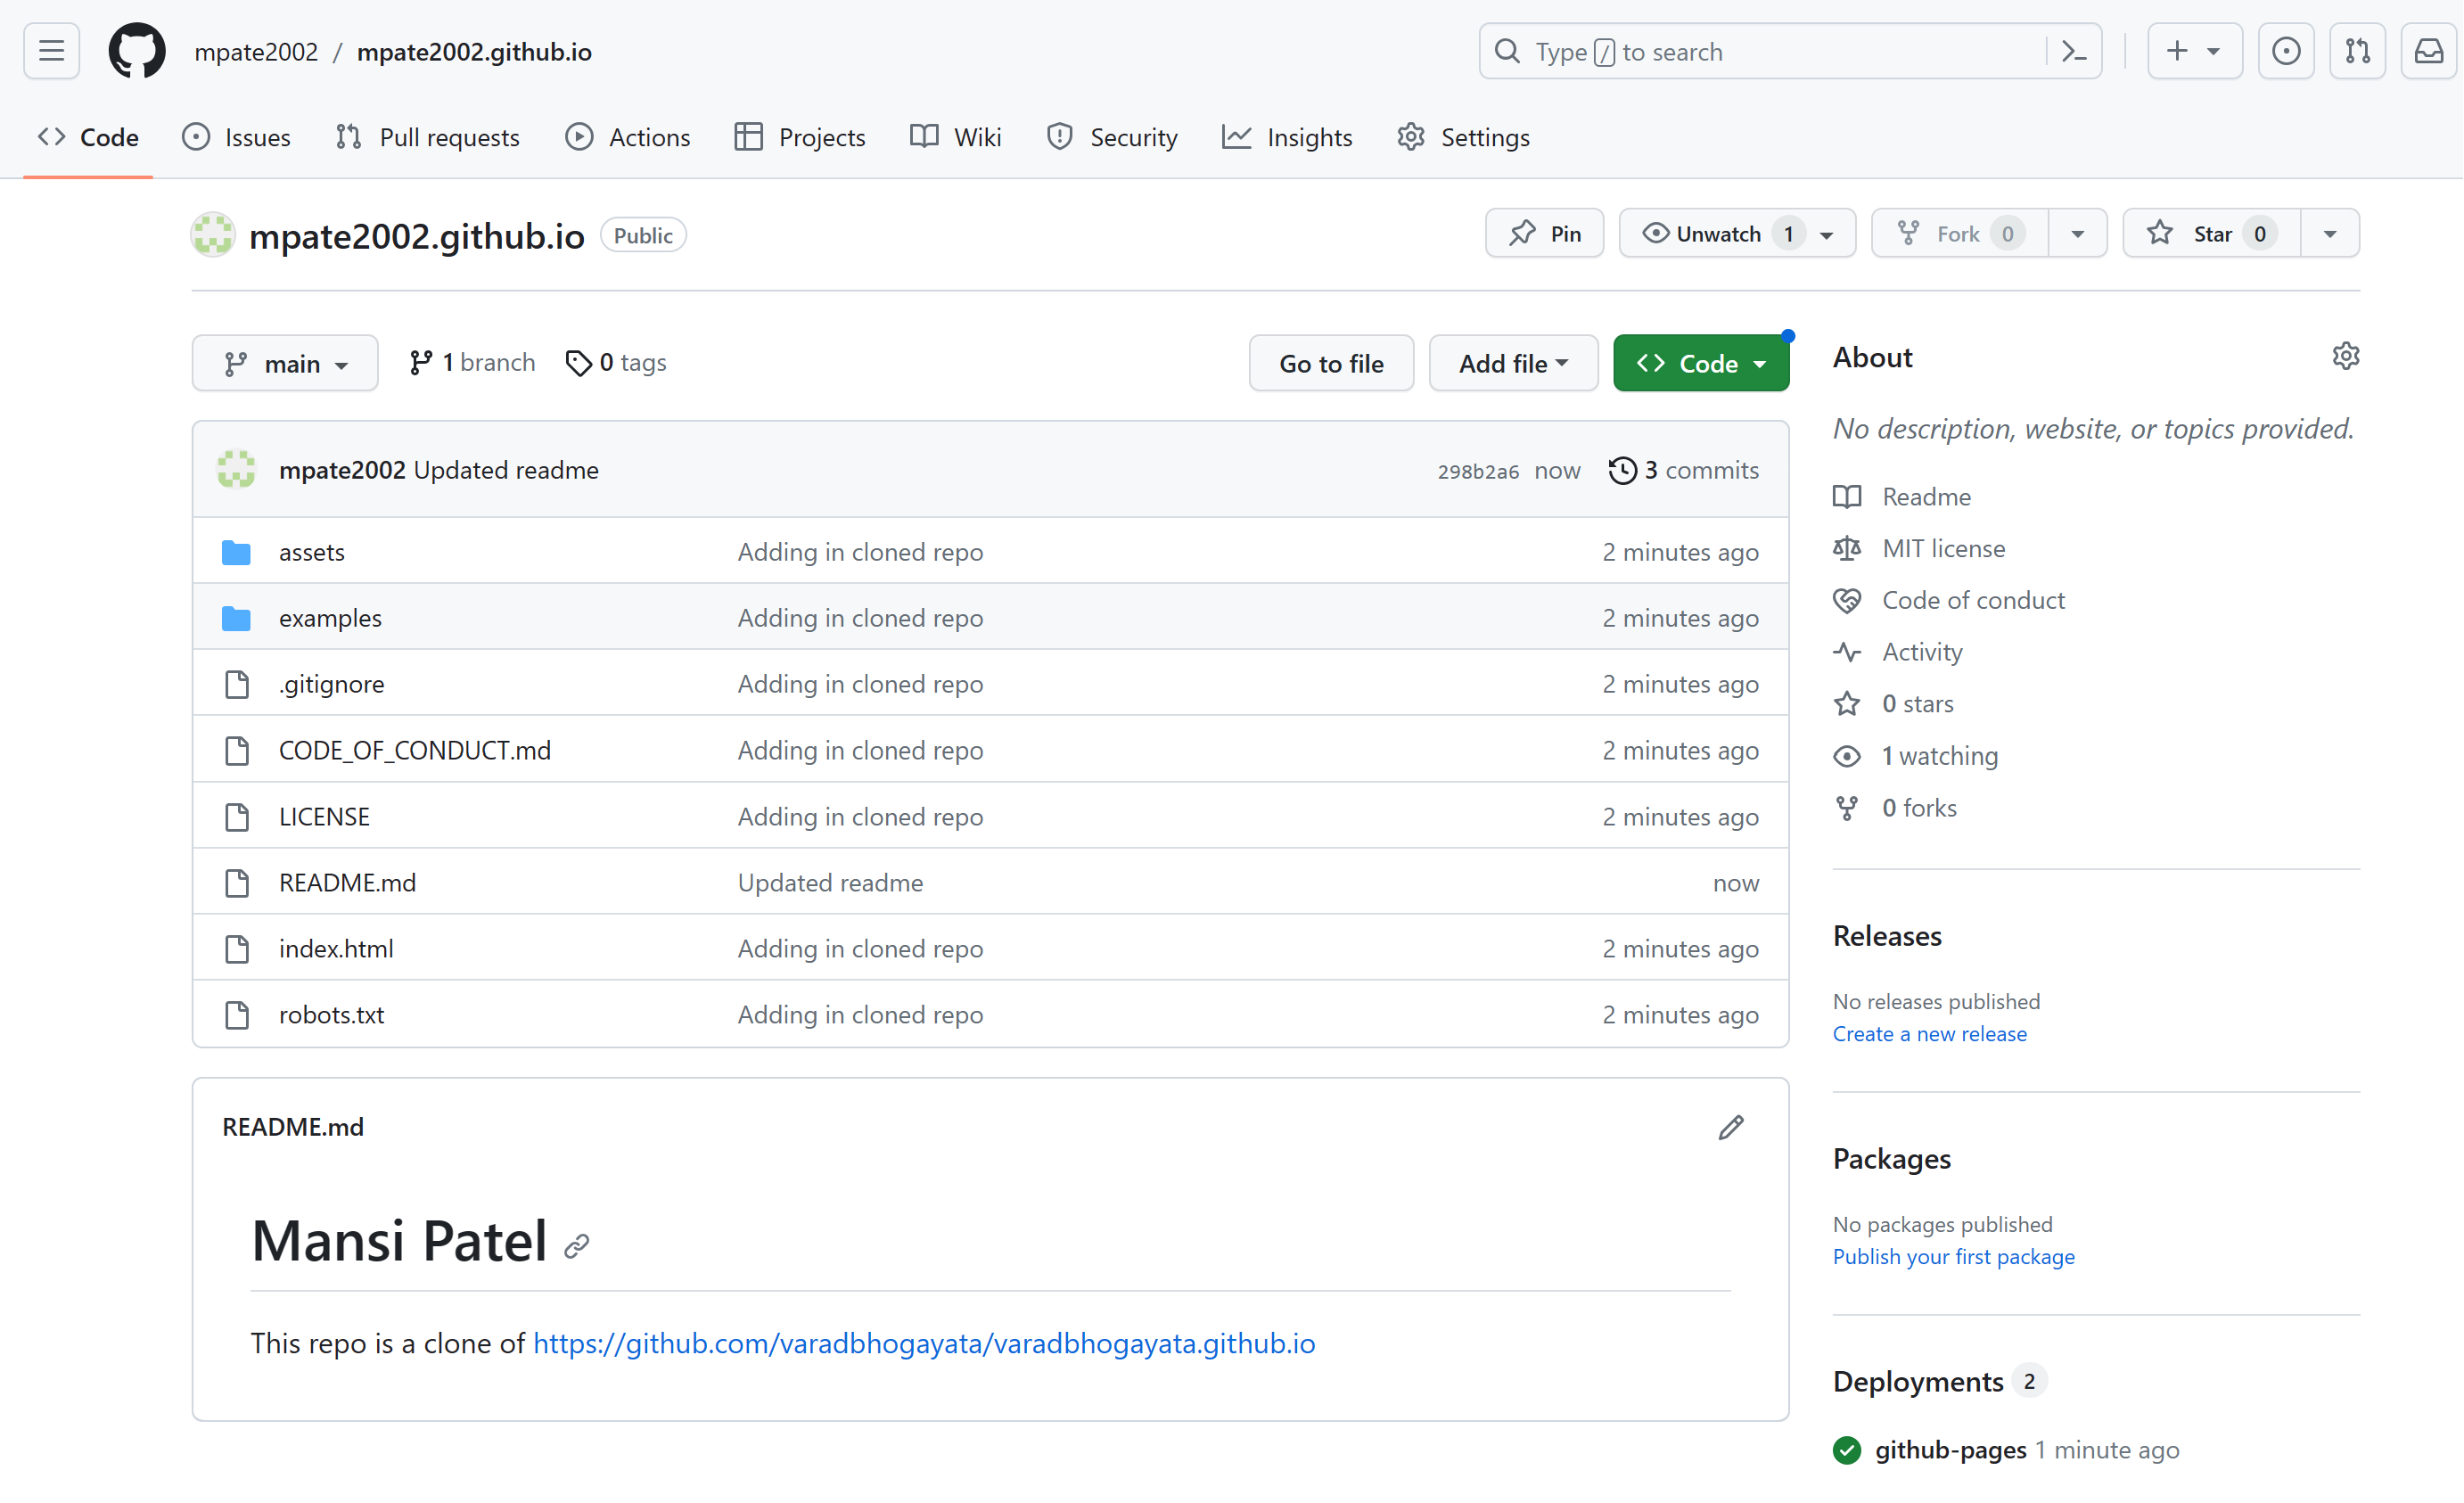 mpate2002 / mpate2002.github.io
Type / to search
Code Issues Pull requests Actions Projects Wiki Security Insights Settings
mpate2002.github.io Public
Pin Unwatch 1 Fork 0 Star 0
main 1 branch 0 tags Go to file Add file Code
mpate2002 Updated readme 298b2a6 now 3 commits
assets Adding in cloned repo 2 minutes ago
examples Adding in cloned repo 2 minutes ago
.gitignore Adding in cloned repo 2 minutes ago
CODE_OF_CONDUCT.md Adding in cloned repo 2 minutes ago
LICENSE Adding in cloned repo 2 minutes ago
README.md Updated readme now
index.html Adding in cloned repo 2 minutes ago
robots.txt Adding in cloned repo 2 minutes ago
README.md
Mansi Patel
This repo is a clone of https://github.com/varadbhogayata/varadbhogayata.github.io
About
No description, website, or topics provided.
Readme
MIT license
Code of conduct
Activity
0 stars
1 watching
0 forks
Releases
No releases published
Create a new release
Packages
No packages published
Publish your first package
Deployments 2
github-pages 1 minute ago